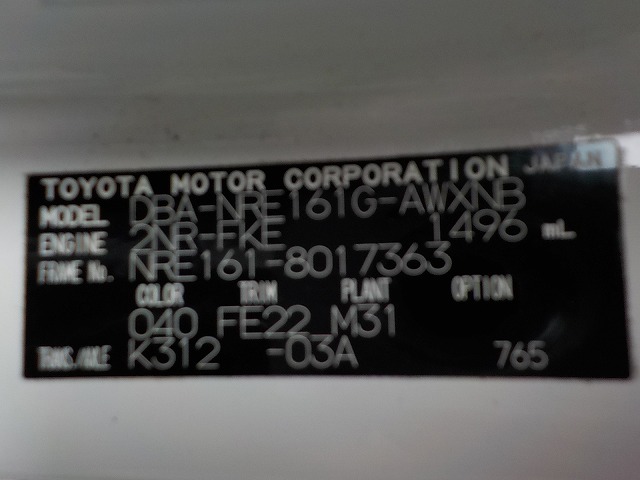 TOYOTA MOTOR CORPORATION JAPAN
MODEL DBA-NRE161G-AWXNB
ENGINE 2NR-FKE 1496 mL
FRAME No. NRE161-8017363
COLOR TRIM PLANT OPTION
040 FE22 M31
TRANS./AXLE K312 -03A 765